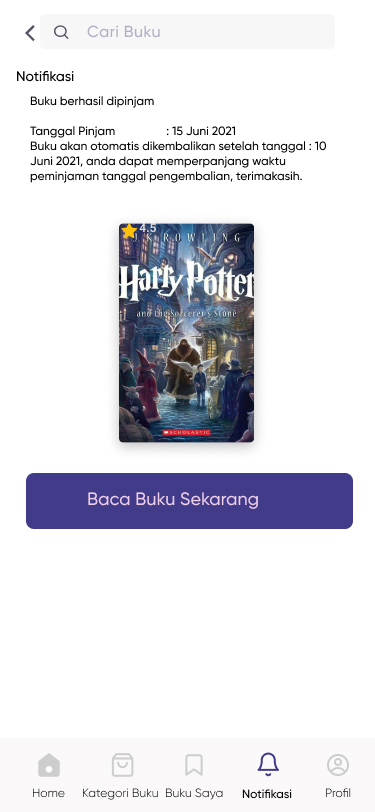 Cari Buku
Notifikasi
Buku berhasil dipinjam
Tanggal Pinjam : 15 Juni 2021
Buku akan otomatis dikembalikan setelah tanggal : 10
Juni 2021, anda dapat memperpanjang waktu
peminjaman tanggal pengembalian, terimakasih.
4.5
J.K. ROWLING
Harry Potter
and the Sorcerer's Stone
SCHOLASTIC
Baca Buku Sekarang
Home Kategori Buku Buku Saya Notifikasi Profil